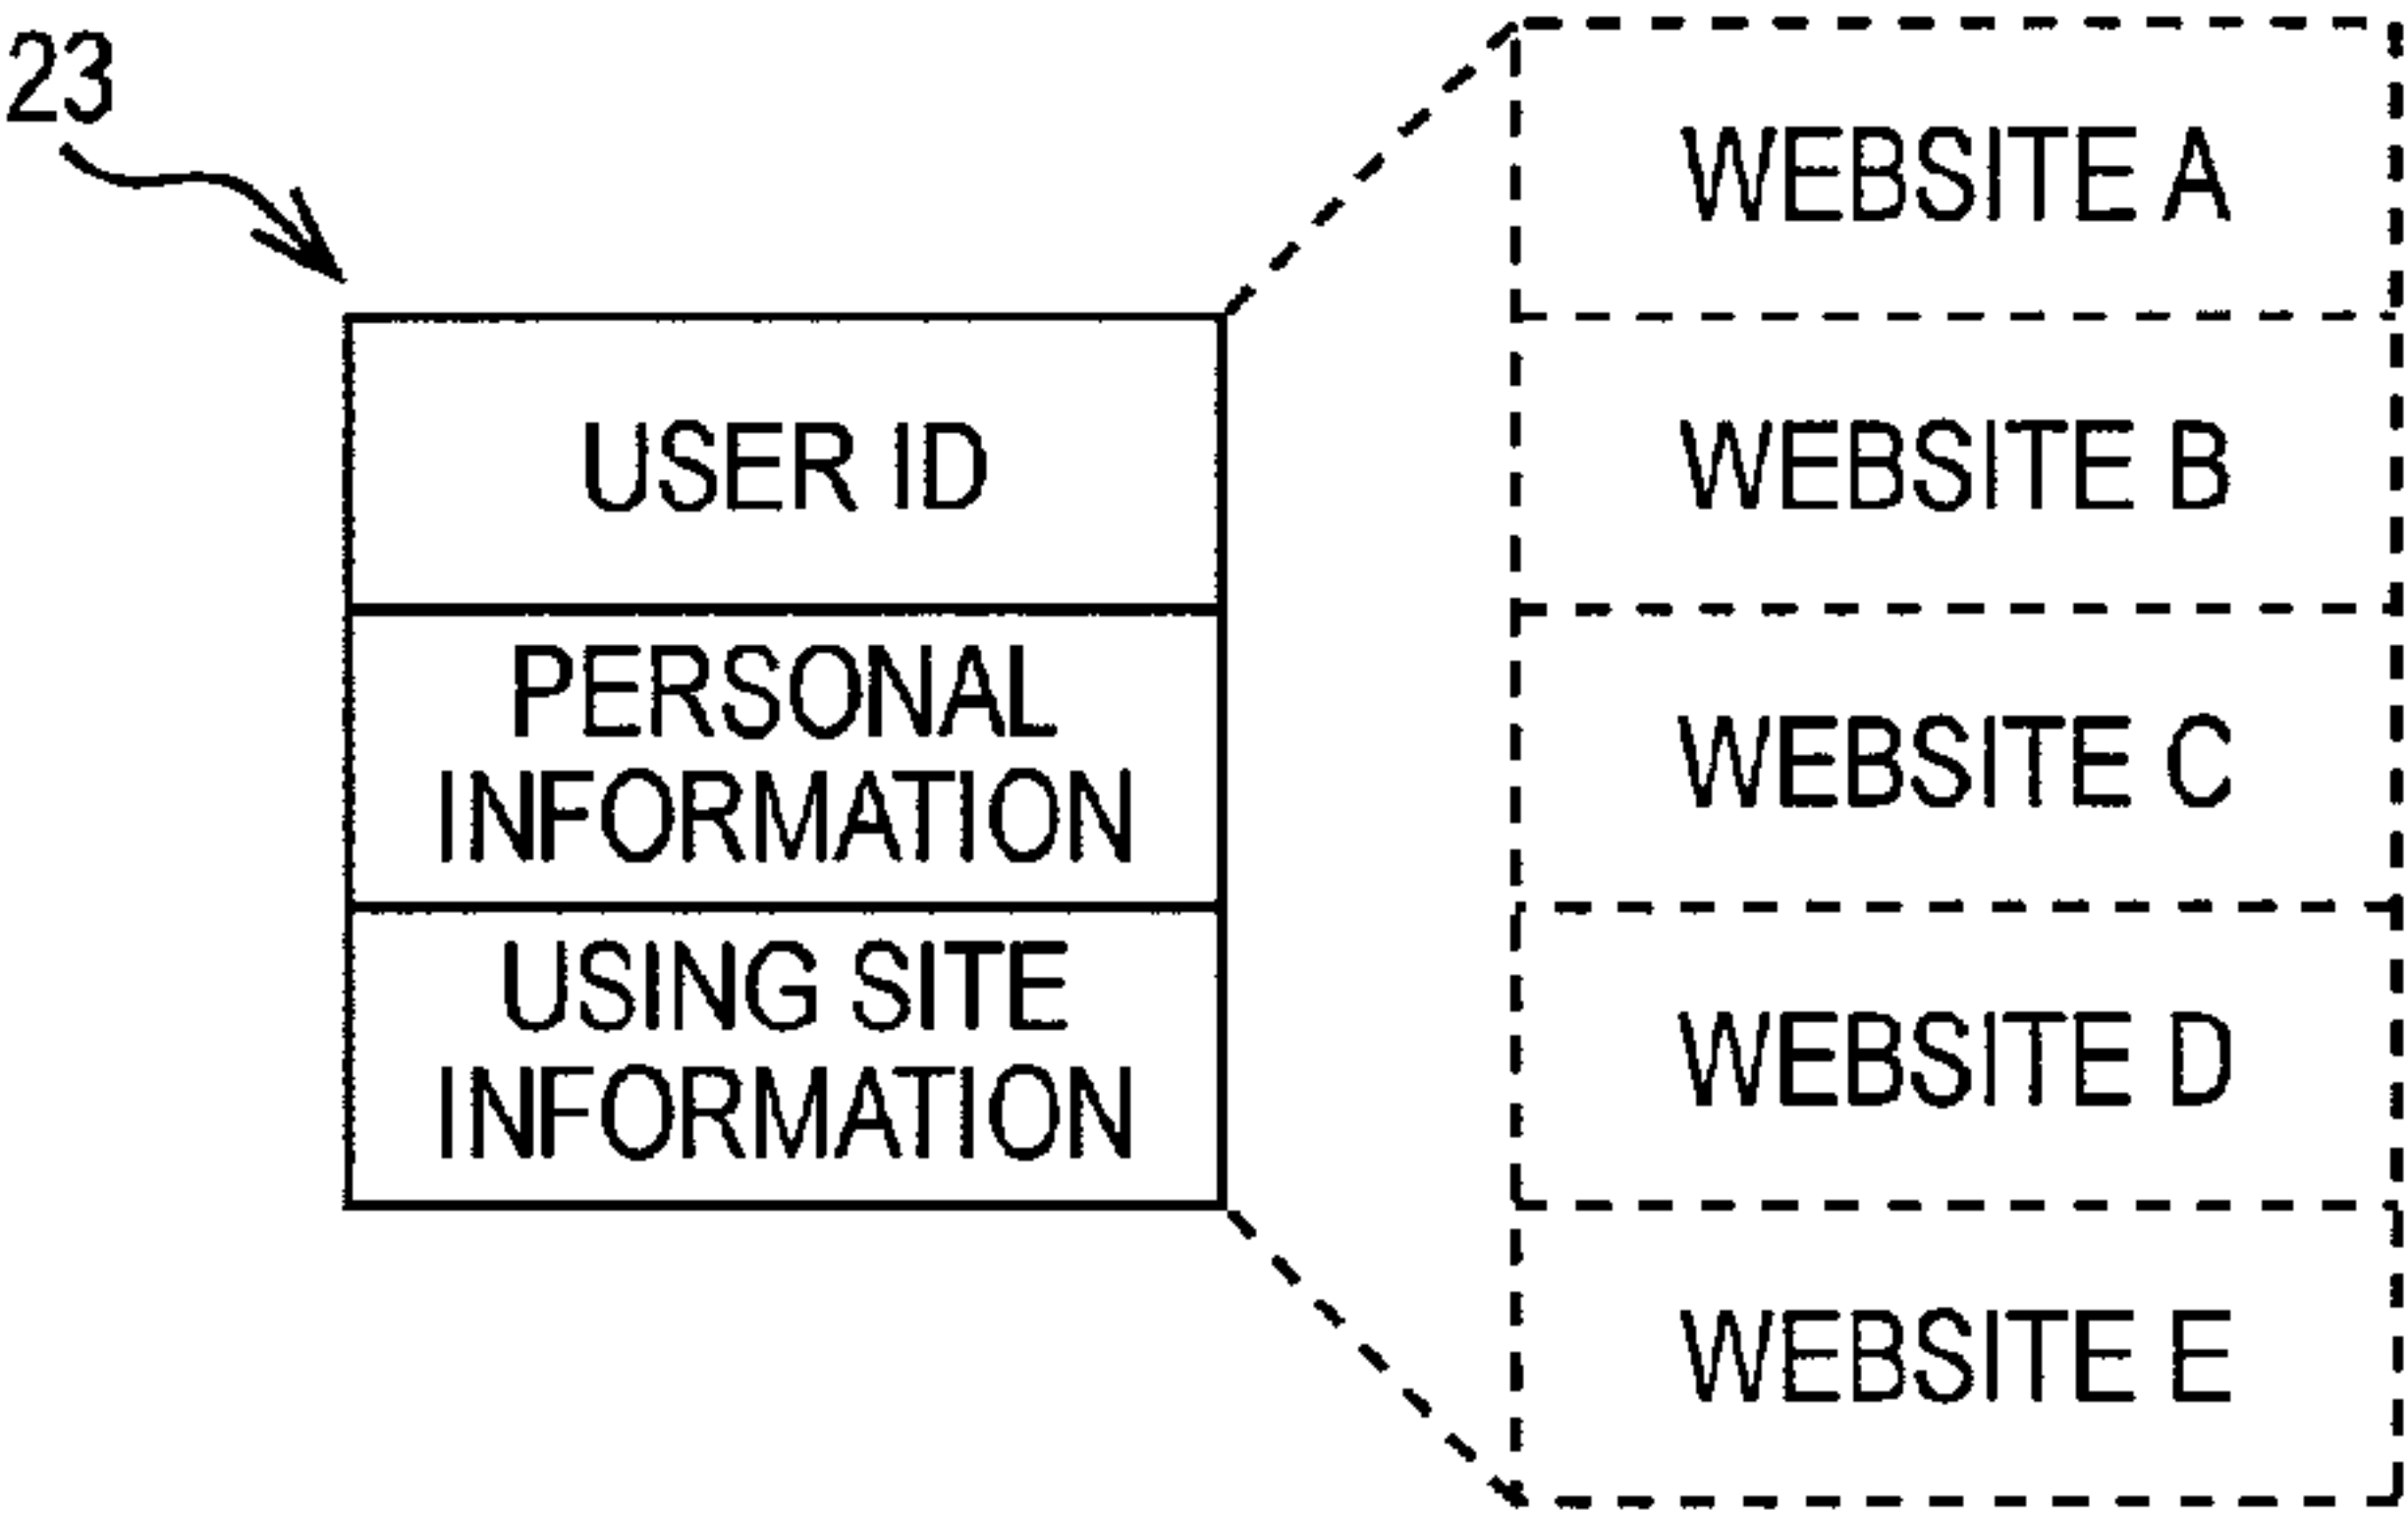 23
USER ID
PERSONAL
INFORMATION
USING SITE
INFORMATION
WEBSITE A
WEBSITE B
WEBSITE C
WEBSITE D
WEBSITE E